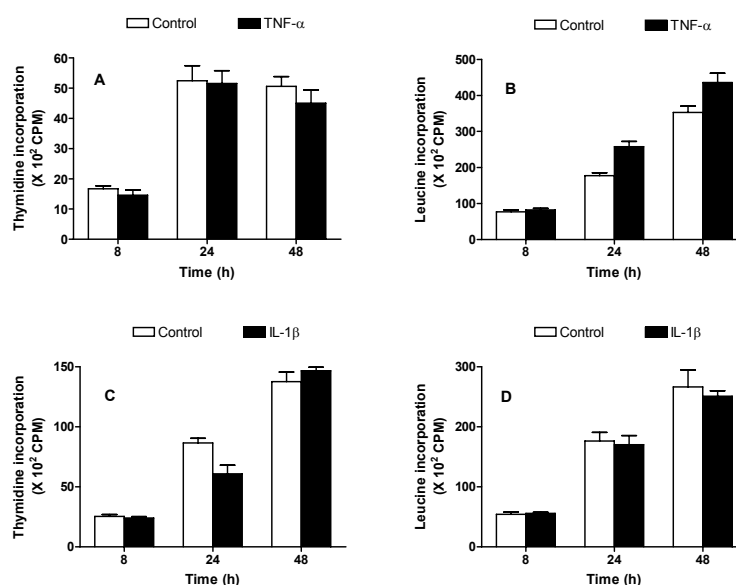 Control TNF-α
A
Thymidine incorporation
(X 10² CPM)
60
50
40
30
20
10
0
8 24 48
Time (h)
Control TNF-α
B
Leucine incorporation
(X 10² CPM)
500
400
300
200
100
0
8 24 48
Time (h)
Control IL-1β
C
Thymidine incorporation
(X 10² CPM)
150
100
50
0
8 24 48
Time (h)
Control IL-1β
D
Leucine incorporation
(X 10² CPM)
300
200
100
0
8 24 48
Time (h)